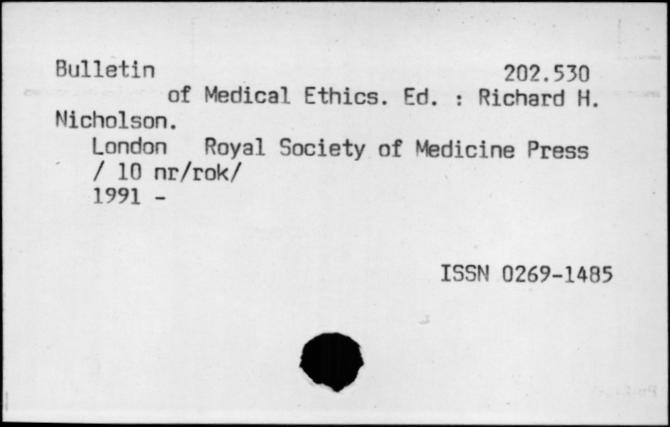 Bulletin 202.530
of Medical Ethics. Ed. : Richard H.
Nicholson.
London Royal Society of Medicine Press
/ 10 nr/rok/
1991 -
ISSN 0269-1485